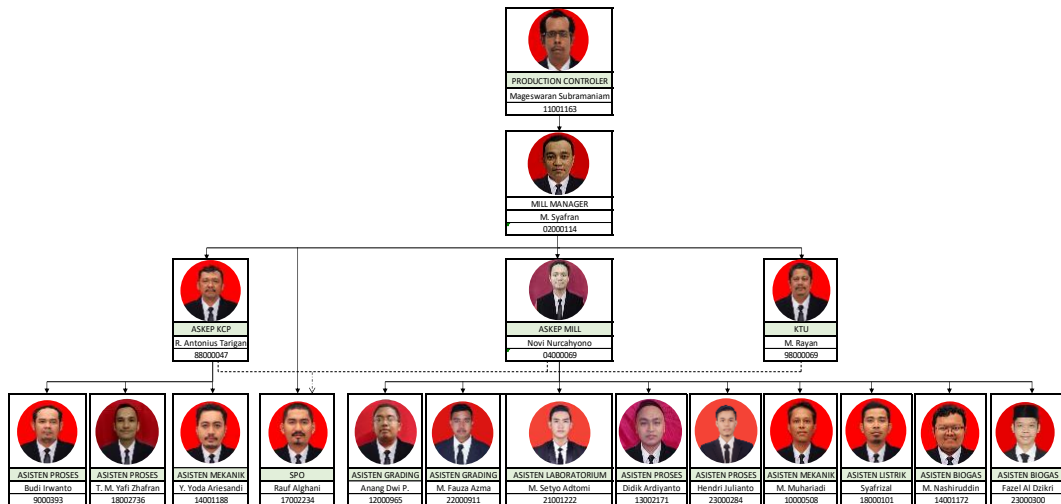 PRODUCTION CONTROLER
Mageswaran Subramaniam
11001163
MILL MANAGER
M. Syafran
02000114
ASKEP KCP
R. Antonius Tarigan
88000047
ASKEP MILL
Novi Nurcahyono
04000069
KTU
M. Rayan
98000069
ASISTEN PROSES
Budi Irwanto
9000393
ASISTEN PROSES
T. M. Yafi Zhafran
18002736
ASISTEN MEKANIK
Y. Yoda Ariesandi
14001188
SPO
Rauf Alghani
17002234
ASISTEN GRADING
Anang Dwi P.
12000965
ASISTEN GRADING
M. Fauza Azma
22000911
ASISTEN LABORATORIUM
M. Setyo Adtomi
21001222
ASISTEN PROSES
Didik Ardiyanto
13002171
ASISTEN PROSES
Hendri Julianto
23000284
ASISTEN MEKANIK
M. Muhariadi
10000508
ASISTEN LISTRIK
Syafrizal
18000101
ASISTEN BIOGAS
M. Nashiruddin
14001172
ASISTEN BIOGAS
Fazel Al Dzikri
23000300